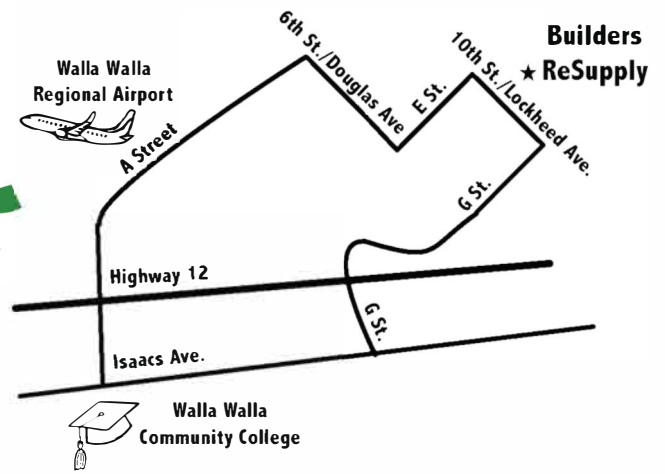 6th St./Douglas Ave
10th St./Lockheed Ave.
Builders
★ ReSupply
Walla Walla
Regional Airport
E St.
A Street
G St.
Highway 12
G St.
Isaacs Ave.
Walla Walla
Community College